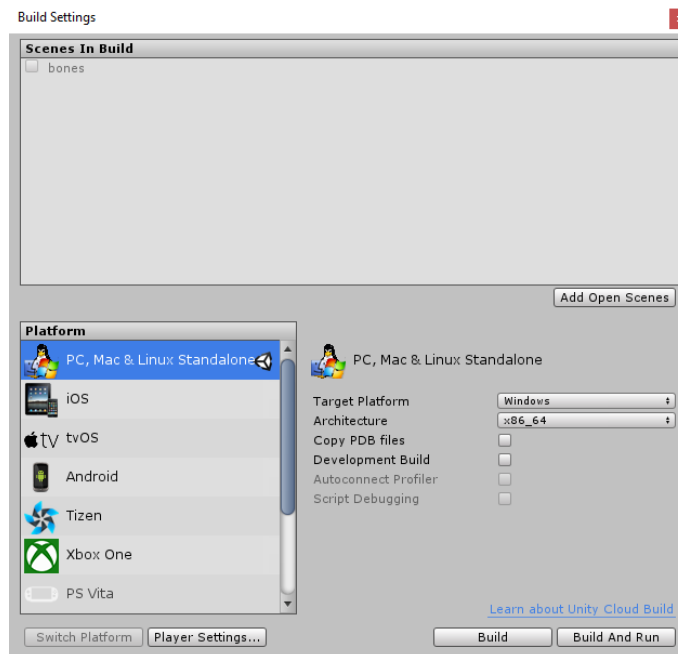 Build Settings
Scenes In Build
bones
Add Open Scenes
Platform
PC, Mac & Linux Standalone
iOS
tv tvOS
Android
Tizen
Xbox One
PS Vita
PC, Mac & Linux Standalone
Target Platform Windows
Architecture x86_64
Copy PDB files
Development Build
Autoconnect Profiler
Script Debugging
Learn about Unity Cloud Build
Switch Platform Player Settings... Build Build And Run